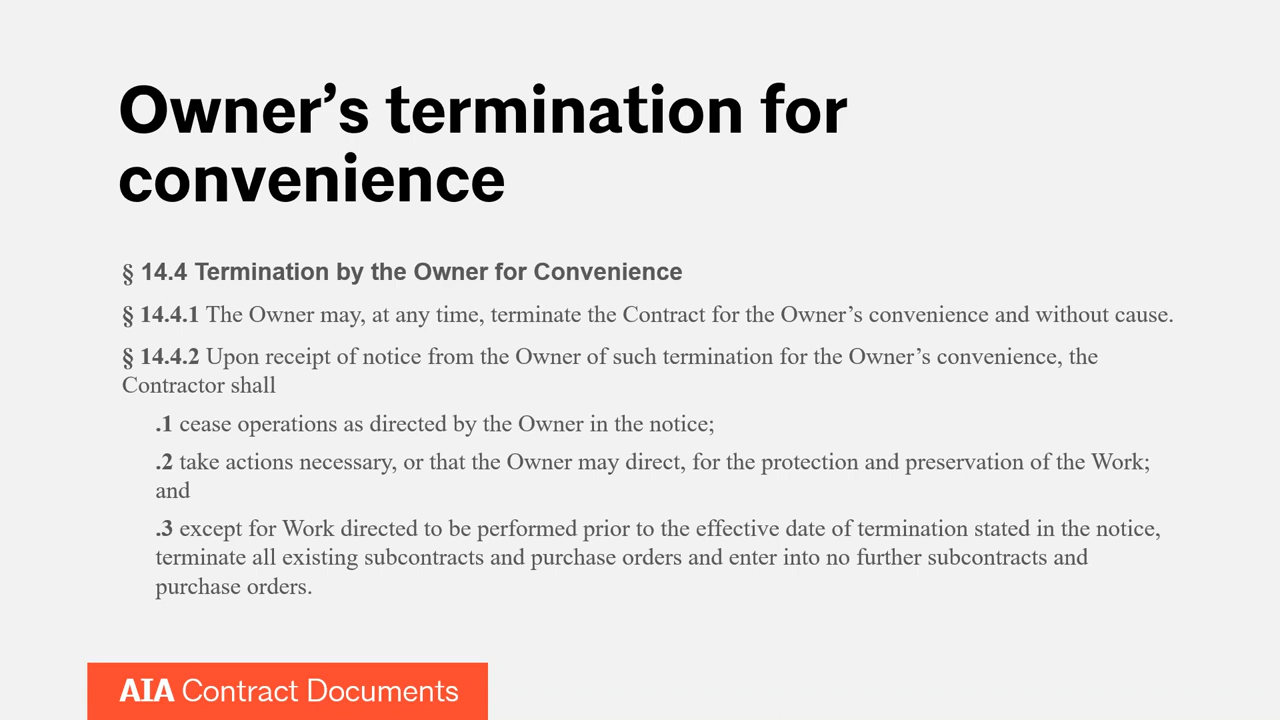 Owner’s termination for
convenience
§ 14.4 Termination by the Owner for Convenience
§ 14.4.1 The Owner may, at any time, terminate the Contract for the Owner’s convenience and without cause.
§ 14.4.2 Upon receipt of notice from the Owner of such termination for the Owner’s convenience, the
Contractor shall
.1 cease operations as directed by the Owner in the notice;
.2 take actions necessary, or that the Owner may direct, for the protection and preservation of the Work;
and
.3 except for Work directed to be performed prior to the effective date of termination stated in the notice,
terminate all existing subcontracts and purchase orders and enter into no further subcontracts and
purchase orders.
AIA Contract Documents